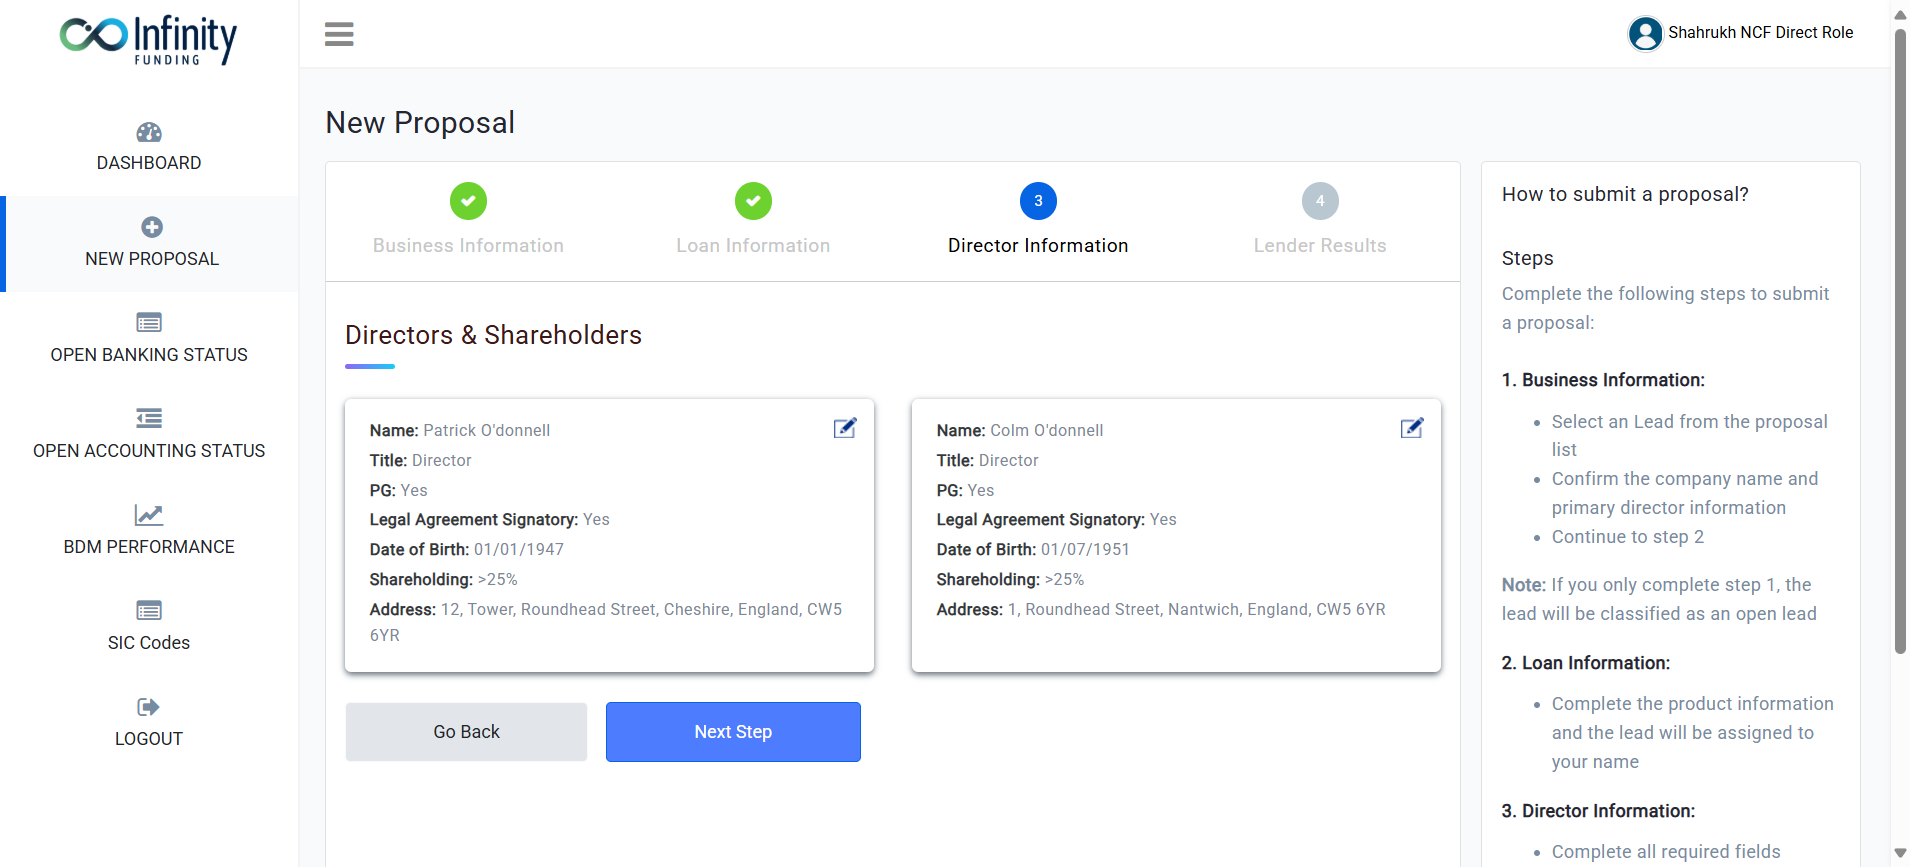 Infinity
FUNDING
Shahrukh NCF Direct Role
DASHBOARD
NEW PROPOSAL
OPEN BANKING STATUS
OPEN ACCOUNTING STATUS
BDM PERFORMANCE
SIC Codes
LOGOUT
New Proposal
3
4
Business Information
Loan Information
Director Information
Lender Results
Directors & Shareholders
Name: Patrick O'donnell
Title: Director
PG: Yes
Legal Agreement Signatory: Yes
Date of Birth: 01/01/1947
Shareholding: >25%
Address: 12, Tower, Roundhead Street, Cheshire, England, CW5
6YR
Name: Colm O'donnell
Title: Director
PG: Yes
Legal Agreement Signatory: Yes
Date of Birth: 01/07/1951
Shareholding: >25%
Address: 1, Roundhead Street, Nantwich, England, CW5 6YR
Go Back
Next Step
How to submit a proposal?
Steps
Complete the following steps to submit
a proposal:
1. Business Information:
• Select an Lead from the proposal
list
• Confirm the company name and
primary director information
• Continue to step 2
Note: If you only complete step 1, the
lead will be classified as an open lead
2. Loan Information:
• Complete the product information
and the lead will be assigned to
your name
3. Director Information:
• Complete all required fields